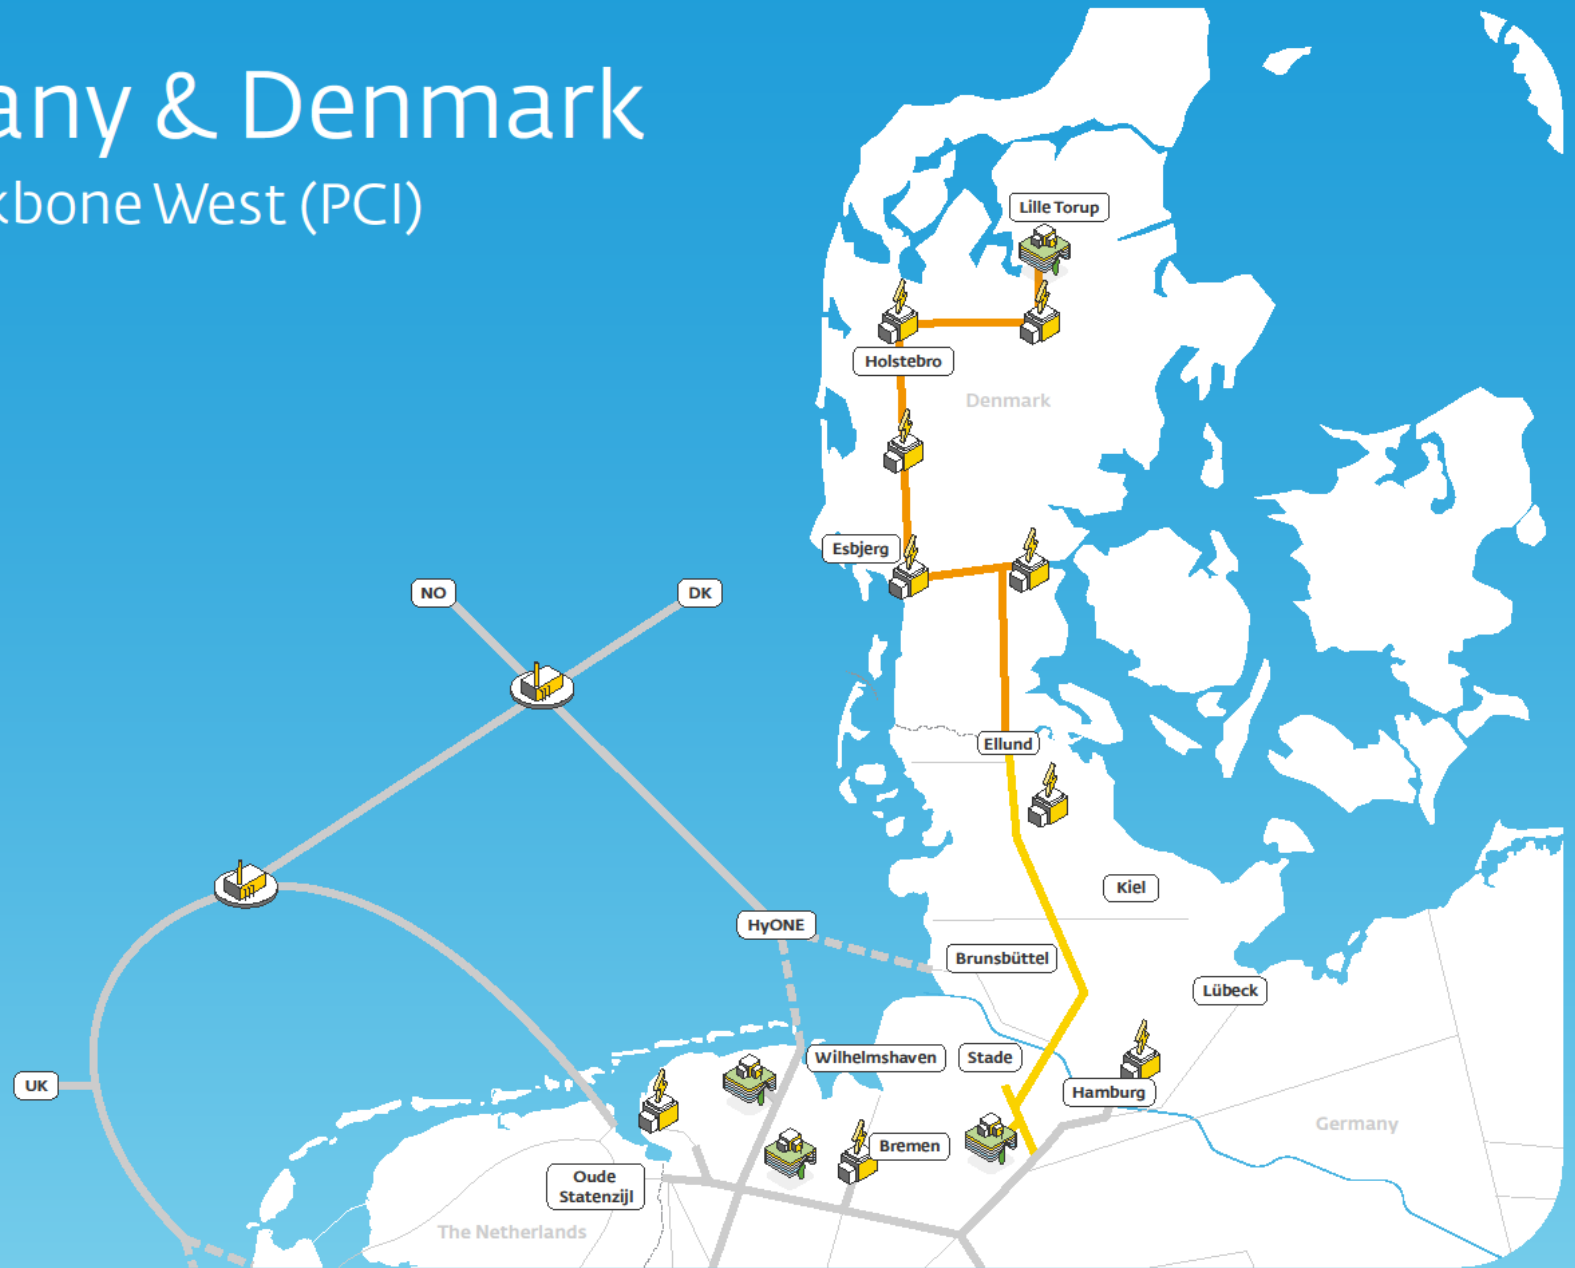 any & Denmark
kbone West (PCI)
Lille Torup
Holstebro
Denmark
Esbjerg
NO
DK
Ellund
Kiel
HyONE
Brunsbüttel
Lübeck
Wilhelmshaven
Stade
UK
Hamburg
Germany
Bremen
Oude
Statenzijl
The Netherlands